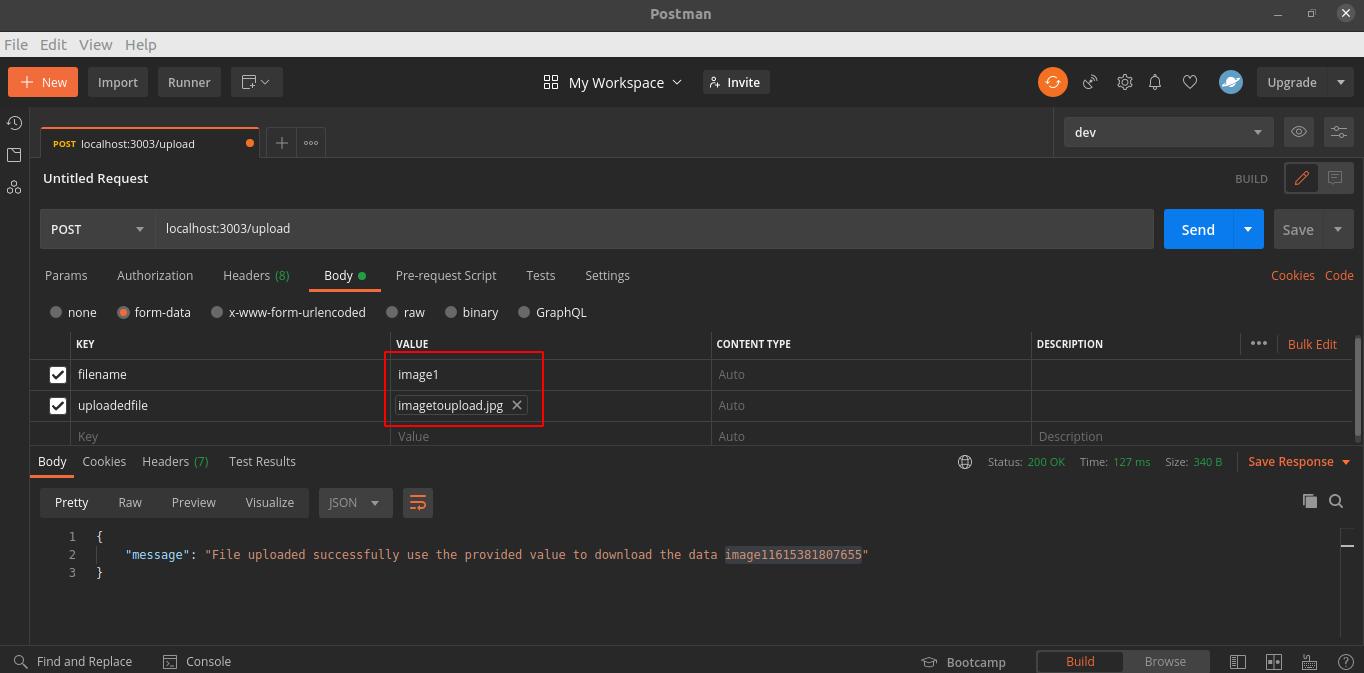 Postman
File Edit View Help
New Import Runner My Workspace Invite Upgrade
POST localhost:3003/upload dev
Untitled Request BUILD
POST localhost:3003/upload Send Save
Params Authorization Headers (8) Body Pre-request Script Tests Settings Cookies Code
none form-data x-www-form-urlencoded raw binary GraphQL
KEY VALUE CONTENT TYPE DESCRIPTION Bulk Edit
filename image1 Auto
uploadedfile imagetoupload.jpg Auto
Key Value Auto Description
Body Cookies Headers (7) Test Results Status: 200 OK Time: 127 ms Size: 340 B Save Response
Pretty Raw Preview Visualize JSON
1 {
2 "message": "File uploaded successfully use the provided value to download the data image11615381807655"
3 }
Find and Replace Console Bootcamp Build Browse